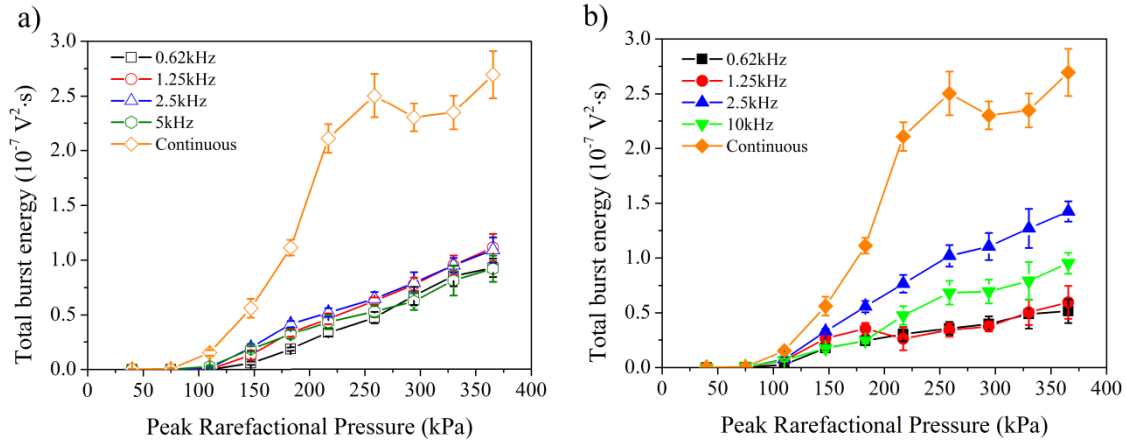 a)
Total burst energy (10⁻⁷ V²·s)
3.0
2.5
2.0
1.5
1.0
0.5
0.0
0.62kHz
1.25kHz
2.5kHz
5kHz
Continuous
0 50 100 150 200 250 300 350 400
Peak Rarefactional Pressure (kPa)
b)
Total burst energy (10⁻⁷ V²·s)
3.0
2.5
2.0
1.5
1.0
0.5
0.0
0.62kHz
1.25kHz
2.5kHz
10kHz
Continuous
0 50 100 150 200 250 300 350 400
Peak Rarefactional Pressure (kPa)